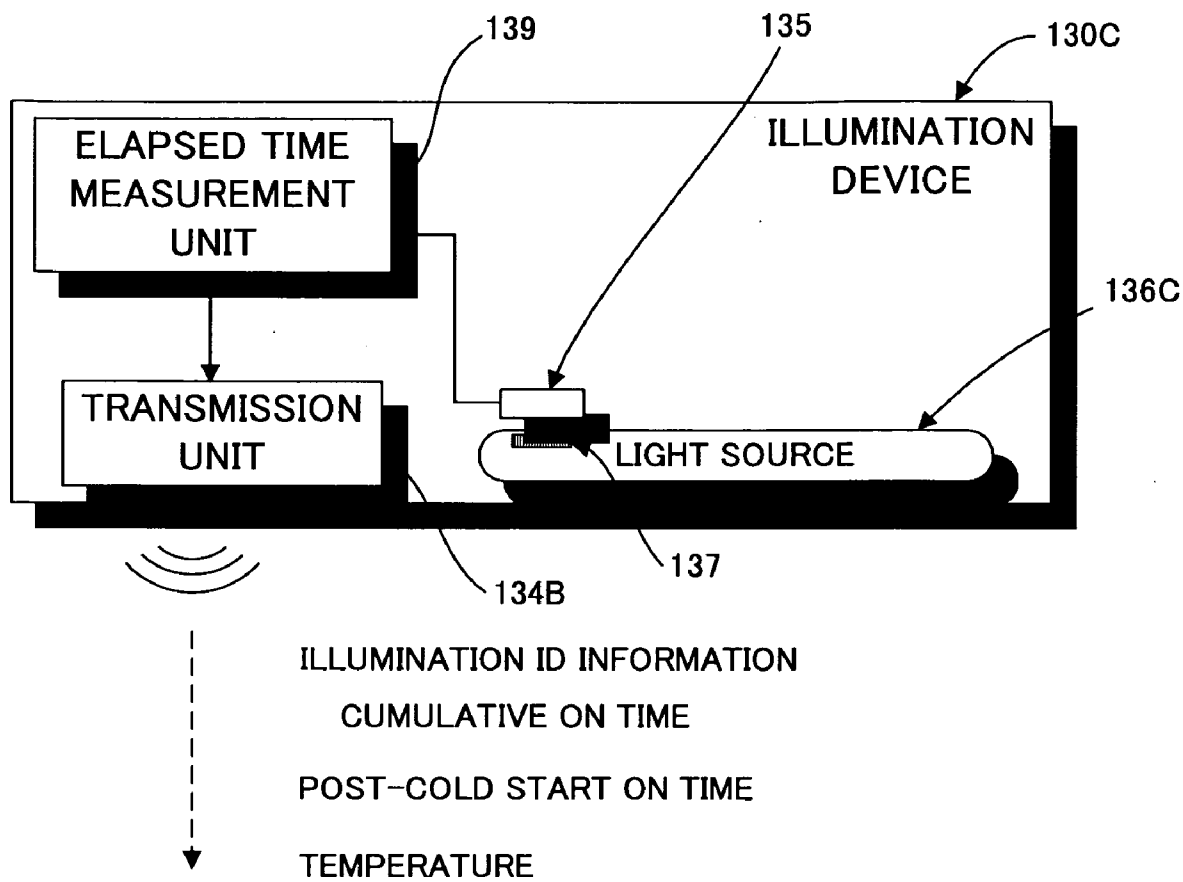 139
135
130C
ELAPSED TIME
MEASUREMENT
UNIT
ILLUMINATION
DEVICE
136C
TRANSMISSION
UNIT
LIGHT SOURCE
137
134B
ILLUMINATION ID INFORMATION
CUMULATIVE ON TIME
POST-COLD START ON TIME
TEMPERATURE